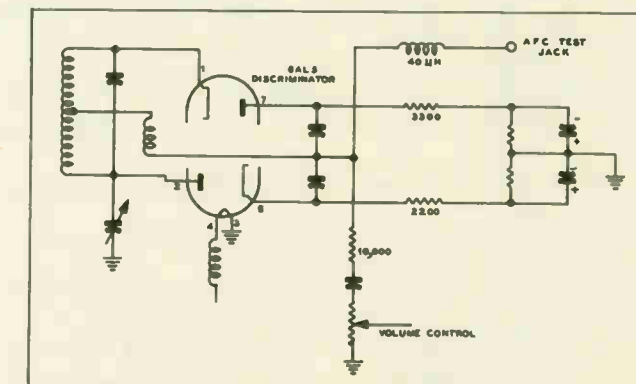 6AL5
DISCRIMINATOR
40 µH
AFC TEST
JACK
1
7
3300
2
5
4
3
2200
10,000
VOLUME CONTROL